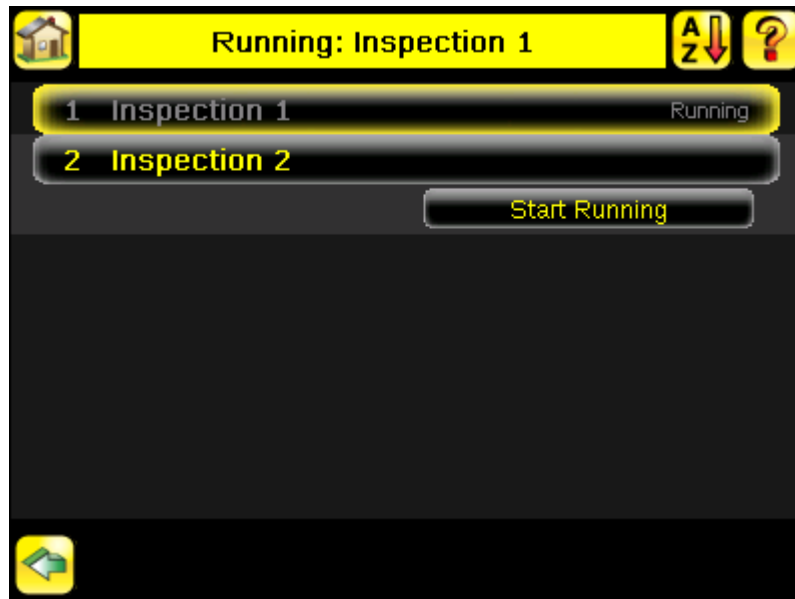 Running: Inspection 1
A
Z
?
1 Inspection 1 Running
2 Inspection 2
Start Running